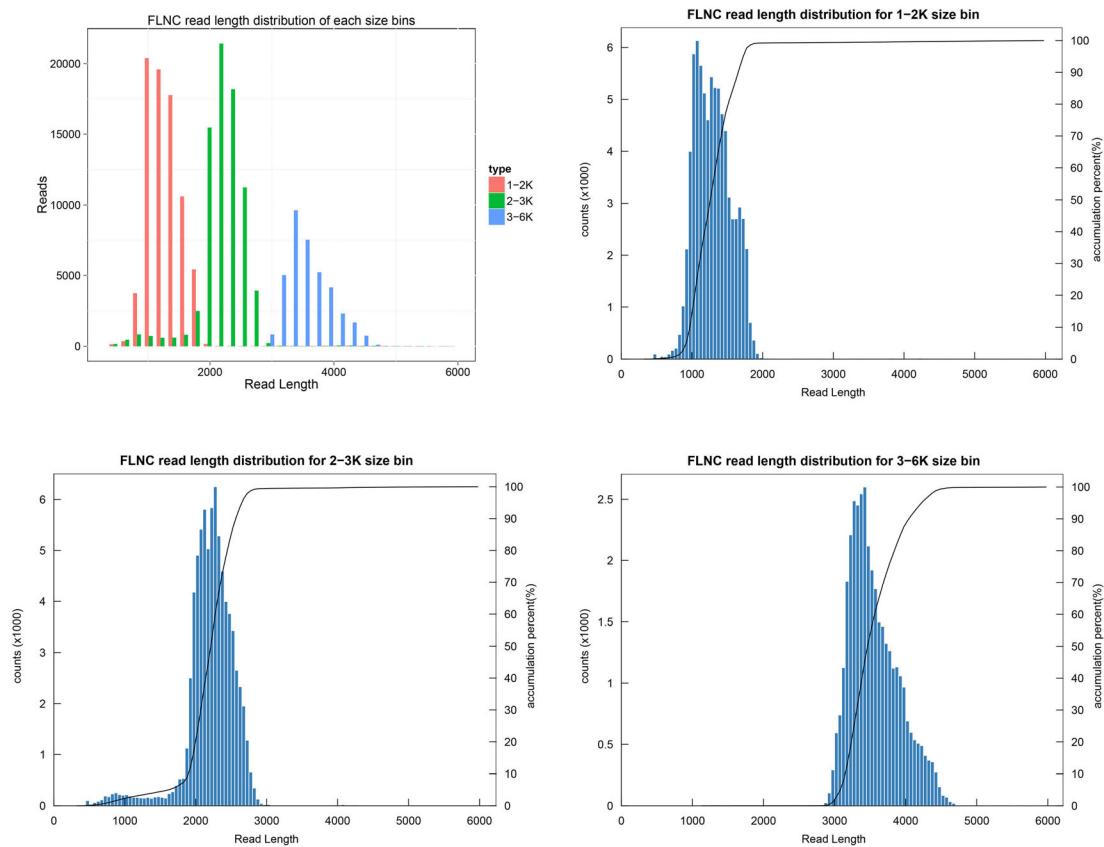 FLNC read length distribution of each size bins
20000
15000
10000
5000
0
Reads
2000
4000
6000
Read Length
type
1−2K
2−3K
3−6K
FLNC read length distribution for 1−2K size bin
6
5
4
3
2
1
0
counts (x1000)
100
90
80
70
60
50
40
30
20
10
0
accumulation percent(%)
0 1000 2000 3000 4000 5000 6000
Read Length
FLNC read length distribution for 2−3K size bin
6
5
4
3
2
1
0
counts (x1000)
100
90
80
70
60
50
40
30
20
10
0
accumulation percent(%)
0 1000 2000 3000 4000 5000 6000
Read Length
FLNC read length distribution for 3−6K size bin
2.5
2
1.5
1
0.5
0
counts (x1000)
100
90
80
70
60
50
40
30
20
10
0
accumulation percent(%)
0 1000 2000 3000 4000 5000 6000
Read Length